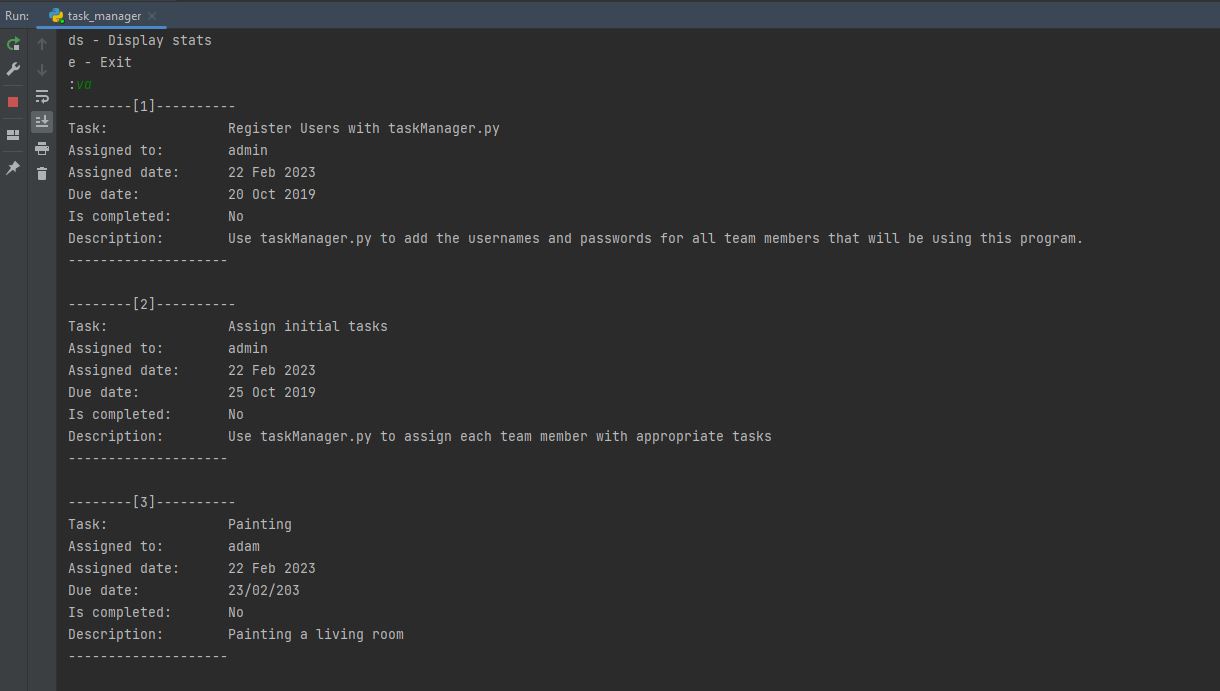 Run: task_manager
ds - Display stats
e - Exit
:va
--------[1]----------
Task: Register Users with taskManager.py
Assigned to: admin
Assigned date: 22 Feb 2023
Due date: 20 Oct 2019
Is completed: No
Description: Use taskManager.py to add the usernames and passwords for all team members that will be using this program.
--------------------
--------[2]----------
Task: Assign initial tasks
Assigned to: admin
Assigned date: 22 Feb 2023
Due date: 25 Oct 2019
Is completed: No
Description: Use taskManager.py to assign each team member with appropriate tasks
--------------------
--------[3]----------
Task: Painting
Assigned to: adam
Assigned date: 22 Feb 2023
Due date: 23/02/203
Is completed: No
Description: Painting a living room
--------------------